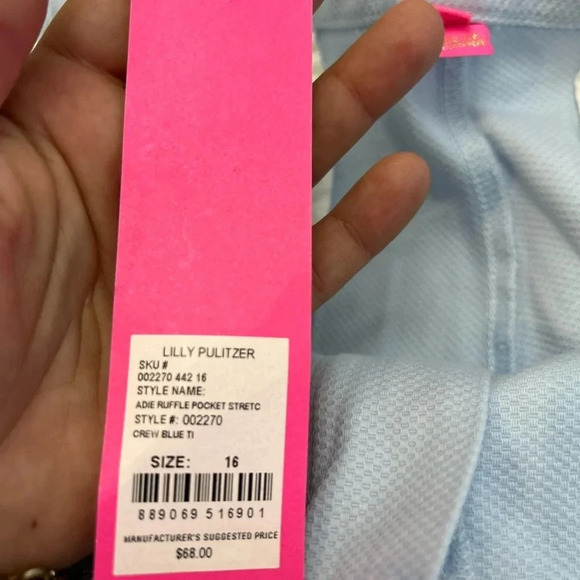 LILLY PULITZER
SKU #
002270 442 16
STYLE NAME:
ADIE RUFFLE POCKET STRETC
STYLE #: 002270
CREW BLUE TI
SIZE: 16
889069 516901
MANUFACTURER'S SUGGESTED PRICE
$68.00